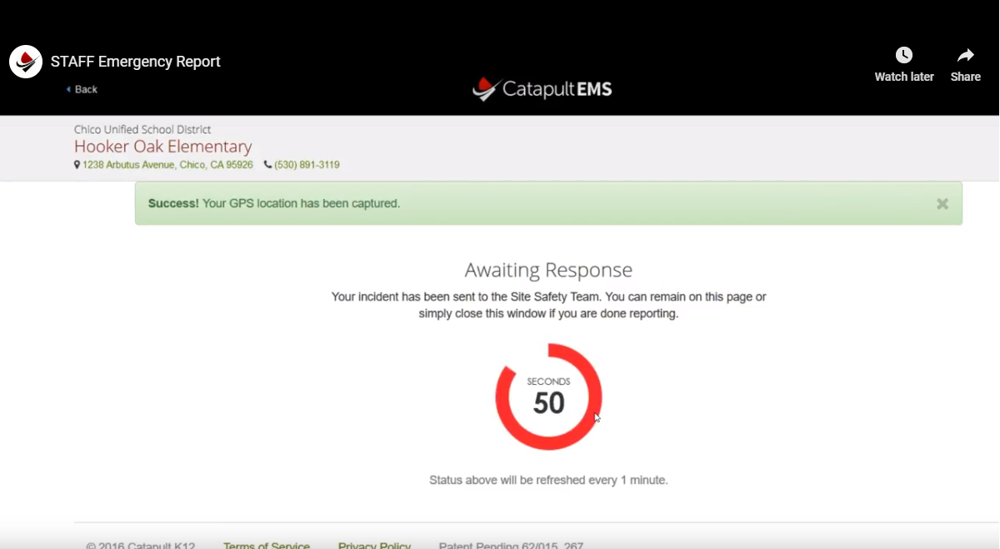 STAFF Emergency Report
Watch later
Share
Back
CatapultEMS
Chico Unified School District
Hooker Oak Elementary
1238 Arbutus Avenue, Chico, CA 95926 (530) 891-3119
Success! Your GPS location has been captured.
Awaiting Response
Your incident has been sent to the Site Safety Team. You can remain on this page or
simply close this window if you are done reporting.
SECONDS
50
Status above will be refreshed every 1 minute.
© 2016 Catapult K12 Terms of Service Privacy Policy Patent Pending 62/015, 267